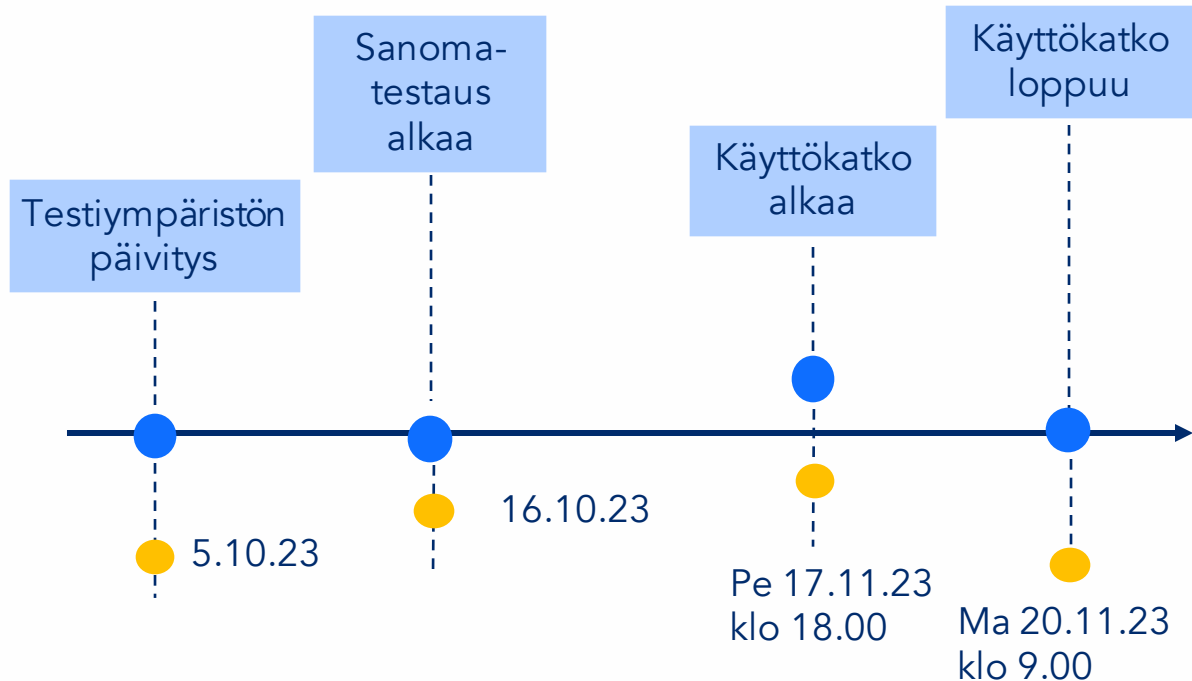 Sanoma-
testaus
alkaa
Käyttökatko
loppuu
Käyttökatko
alkaa
Testiympäristön
päivitys
16.10.23
5.10.23
Pe 17.11.23
klo 18.00
Ma 20.11.23
klo 9.00